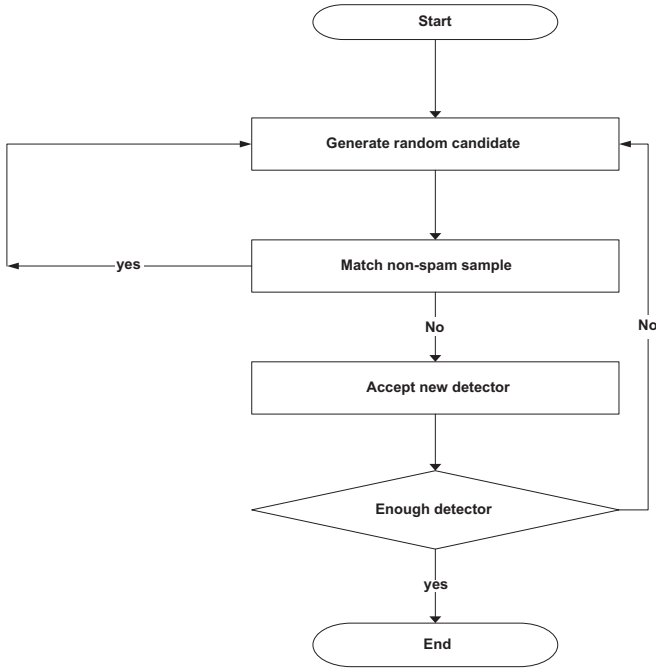 Start
Generate random candidate
yes
Match non-spam sample
No
No
Accept new detector
Enough detector
yes
End